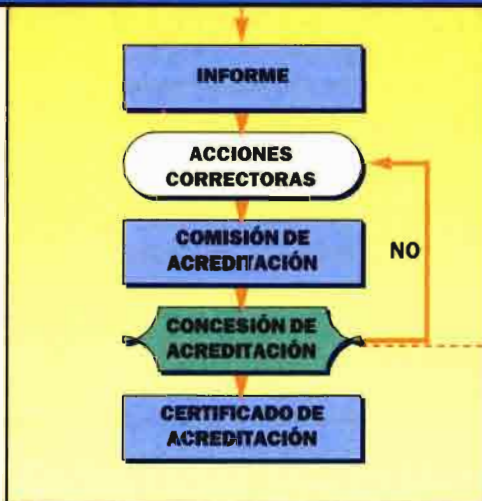 INFORME
ACCIONES
CORRECTORAS
COMISIÓN DE
ACREDITACIÓN
NO
CONCESIÓN DE
ACREDITACIÓN
CERTIFICADO DE
ACREDITACIÓN